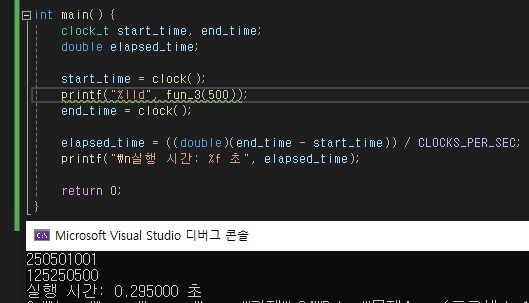 int main() {
clock_t start_time, end_time;
double elapsed_time;
start_time = clock();
printf("%lld", fun_3(500));
end_time = clock();
elapsed_time = ((double)(end_time - start_time)) / CLOCKS_PER_SEC;
printf("₩n실행 시간: %f 초", elapsed_time);
return 0;
}
Microsoft Visual Studio 디버그 콘솔
250501001
125250500
실행 시간: 0.295000 초